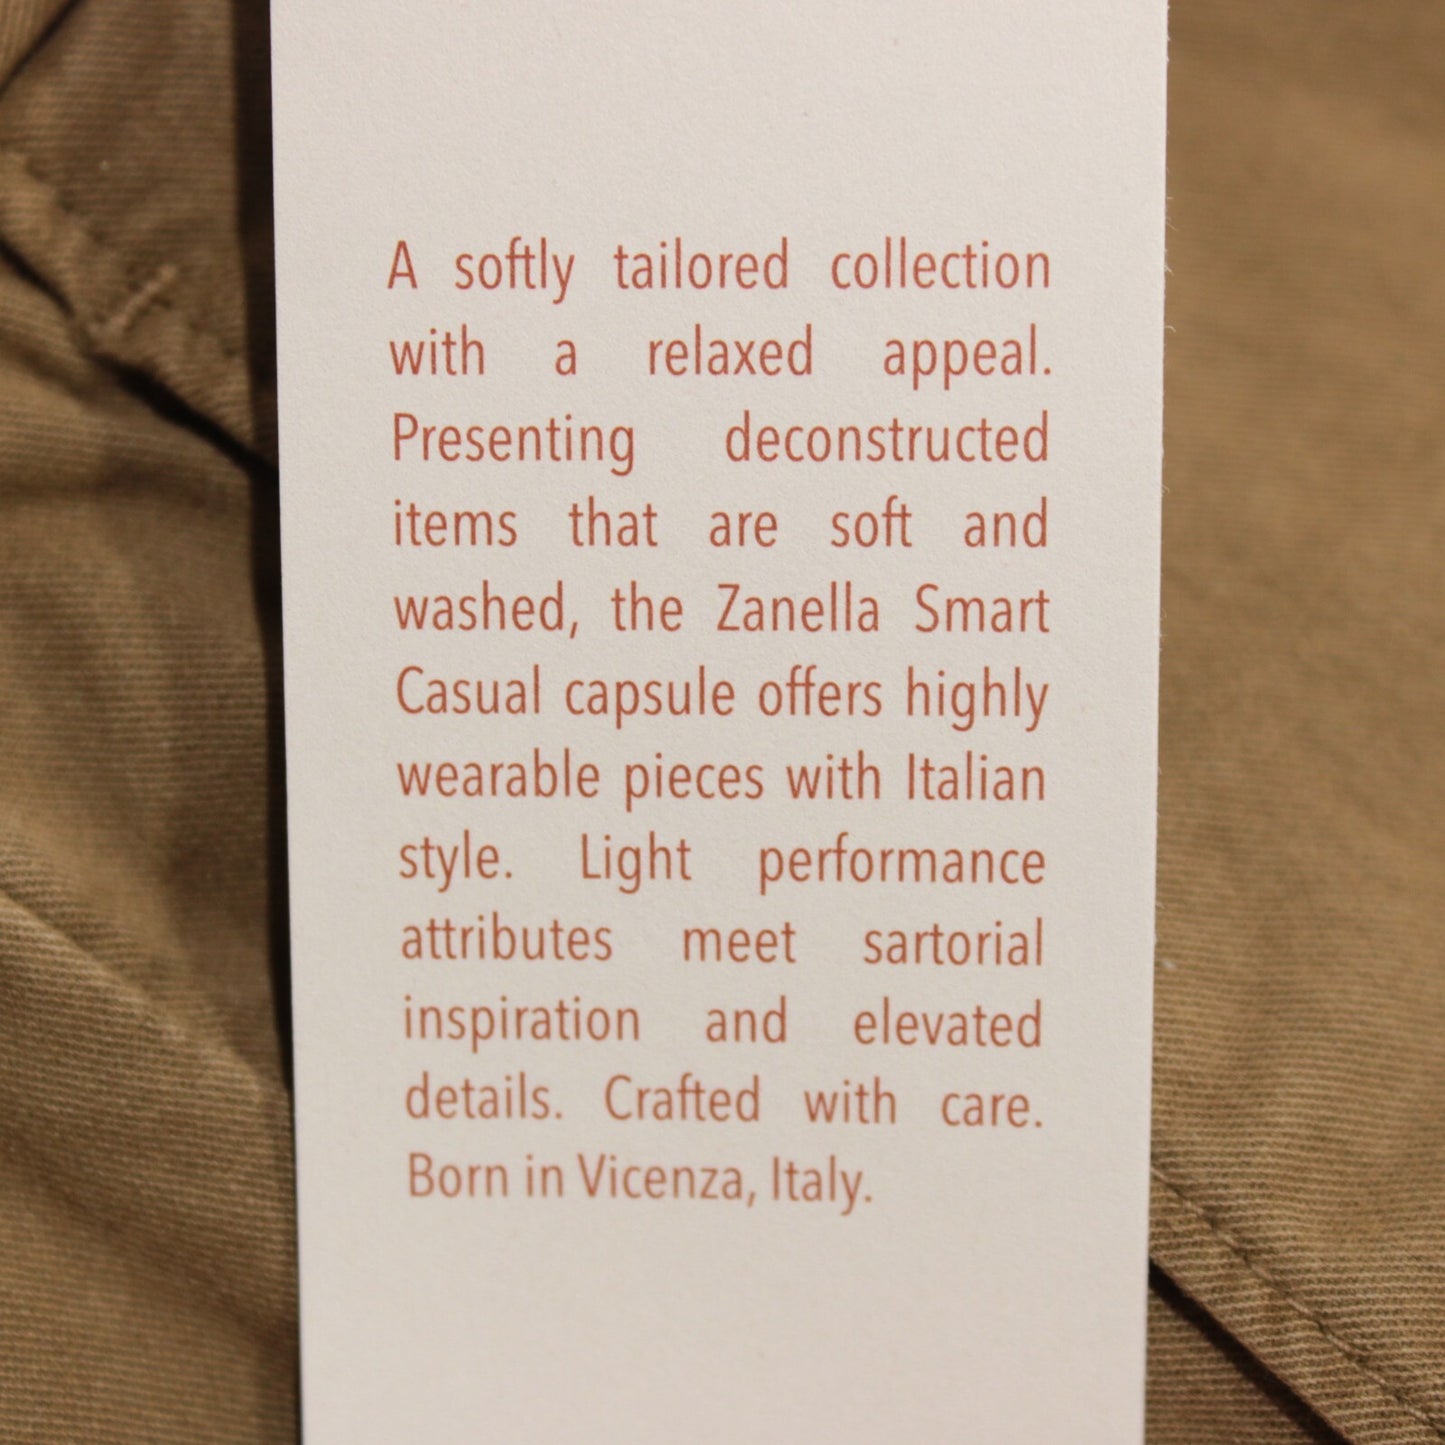 A softly tailored collection
with a relaxed appeal.
Presenting deconstructed
items that are soft and
washed, the Zanella Smart
Casual capsule offers highly
wearable pieces with Italian
style. Light performance
attributes meet sartorial
inspiration and elevated
details. Crafted with care.
Born in Vicenza, Italy.